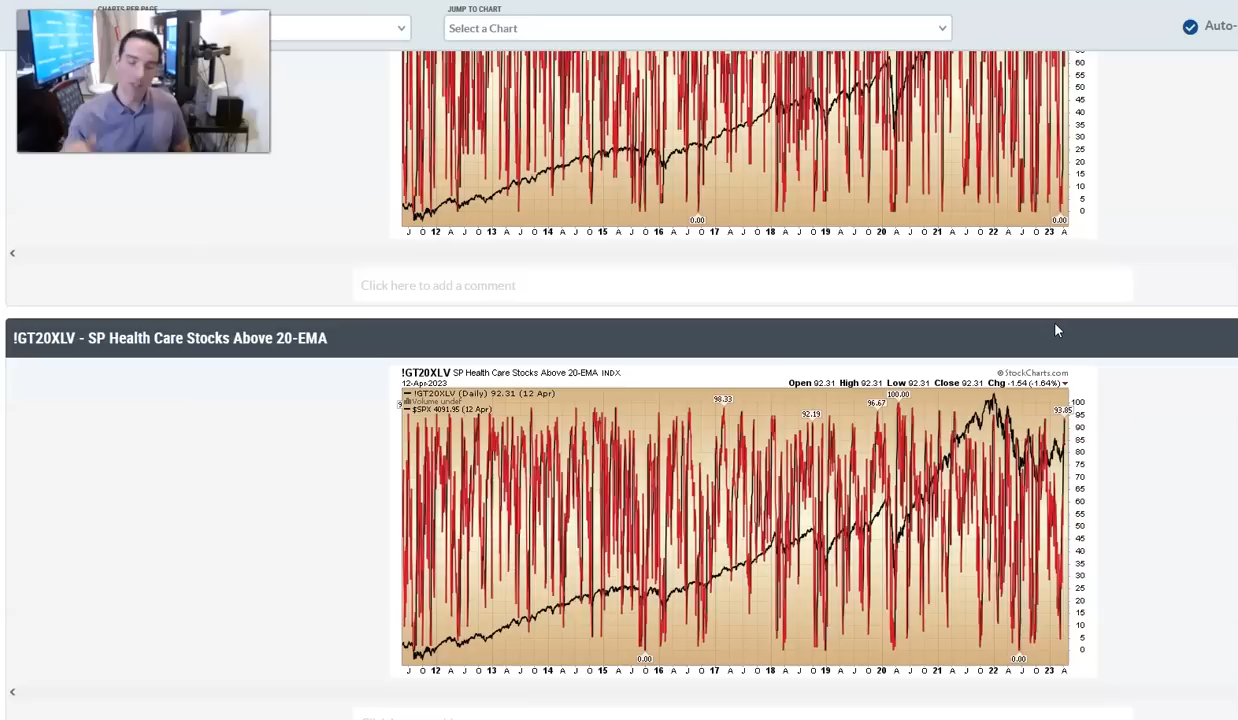 CHARTS PER PAGE
JUMP TO CHART
Select a Chart
Auto-
60
55
50
45
40
35
30
25
20
15
10
5
0
0.00
0.00
J O 12 A J O 13 A J O 14 A J O 15 A J O 16 A J O 17 A J O 18 A J O 19 A J O 20 A J O 21 A J O 22 A J O 23 A
Click here to add a comment
!GT20XLV - SP Health Care Stocks Above 20-EMA
!GT20XLV SP Health Care Stocks Above 20-EMA INDX
© StockCharts.com
12-Apr-2023
Open 92.31 High 92.31 Low 92.31 Close 92.31 Chg -1.54 (-1.64%)
!GT20XLV (Daily) 92.31 (12 Apr)
Volume undef
$SPX 4091.95 (12 Apr)
98.33
92.19
96.67
100.00
93.85
100
95
90
85
80
75
70
65
60
55
50
45
40
35
30
25
20
15
10
5
0
0.00
0.00
J O 12 A J O 13 A J O 14 A J O 15 A J O 16 A J O 17 A J O 18 A J O 19 A J O 20 A J O 21 A J O 22 A J O 23 A